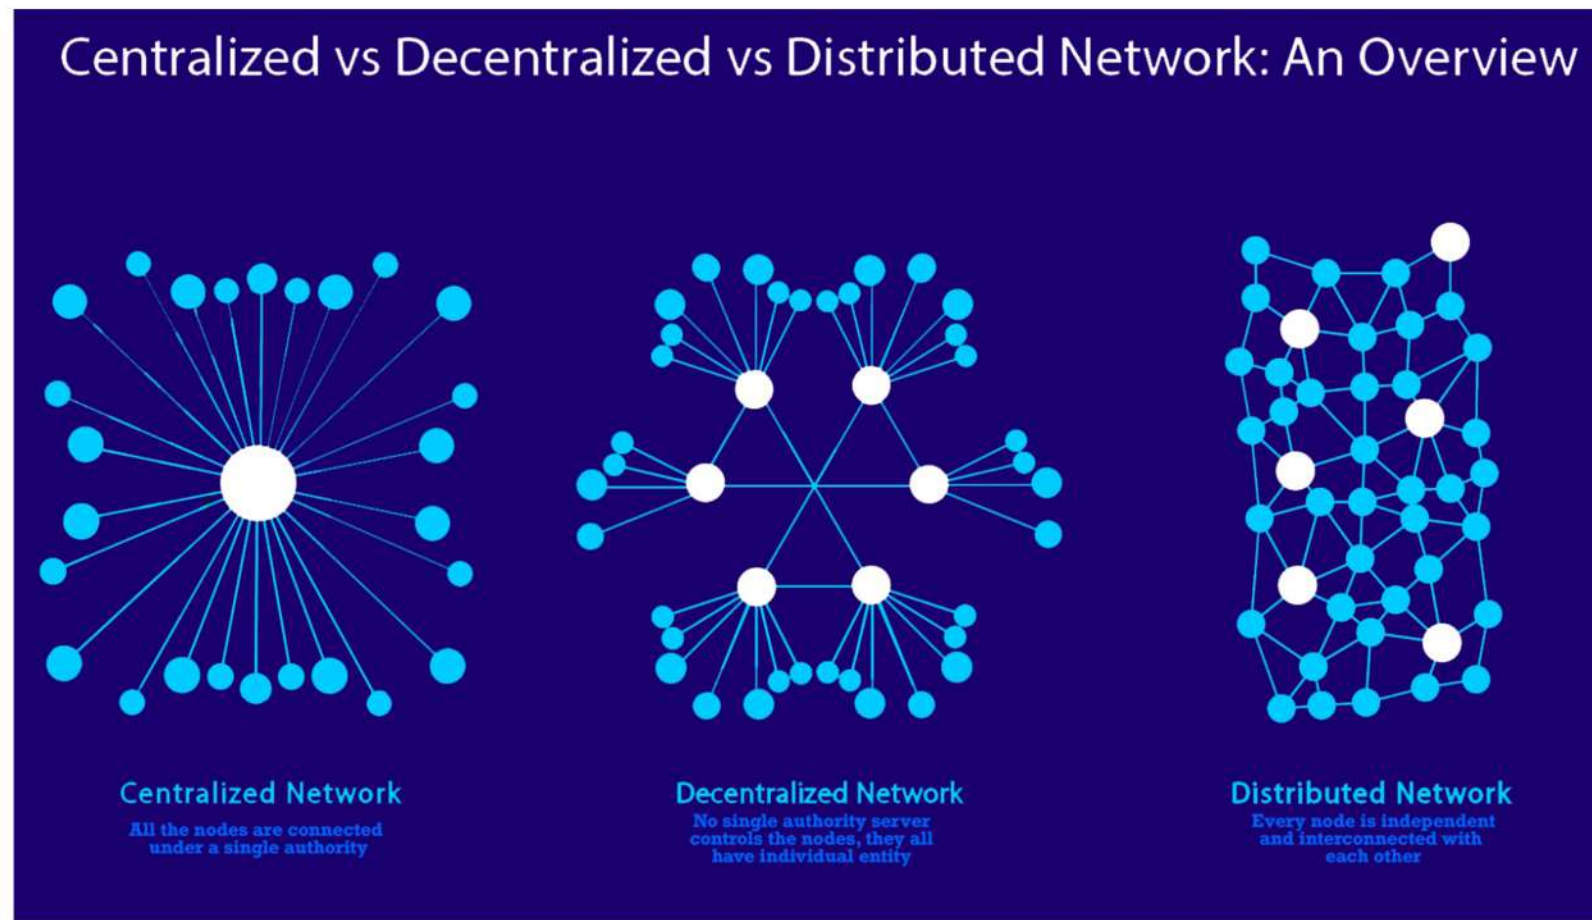 Centralized vs Decentralized vs Distributed Network: An Overview
Centralized Network
All the nodes are connected
under a single authority
Decentralized Network
No single authority server
controls the nodes, they all
have individual entity
Distributed Network
Every node is independent
and interconnected with
each other